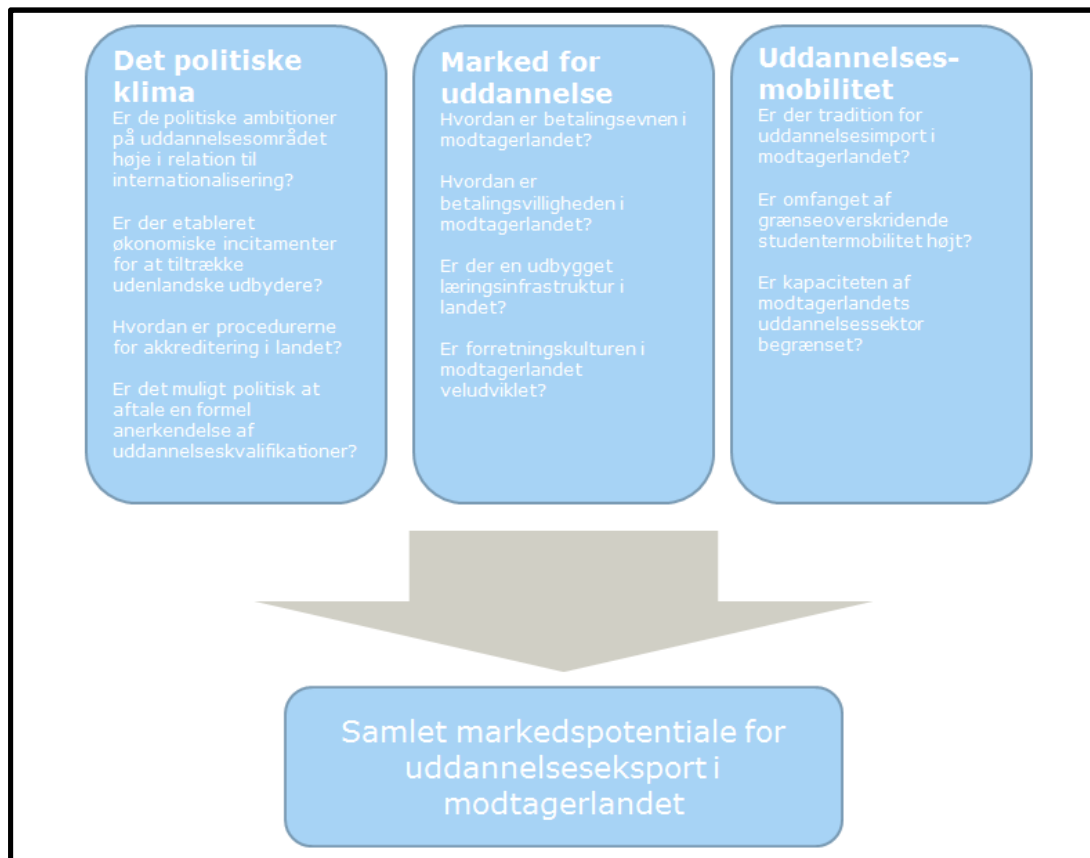 Det politiske
klima
Er de politiske ambitioner
på uddannelsesområdet
høje i relation til
internationalisering?
Er der etableret
økonomiske incitamenter
for at tiltrække
udenlandske udbydere?
Hvordan er procedurerne
for akkreditering i landet?
Er det muligt politisk at
aftale en formel
anerkendelse af
uddannelseskvalifikationer?
Marked for
uddannelse
Hvordan er betalingsevnen i
modtagerlandet?
Hvordan er
betalingsvilligheden i
modtagerlandet?
Er der en udbygget
læringsinfrastruktur i
landet?
Er forretningskulturen i
modtagerlandet
veludviklet?
Uddannelses-
mobilitet
Er der tradition for
uddannelsesimport i
modtagerlandet?
Er omfanget af
grænseoverskridende
studentermobilitet højt?
Er kapaciteten af
modtagerlandets
uddannelsessektor
begrænset?
Samlet markedspotentiale for
uddannelseseksport i
modtagerlandet